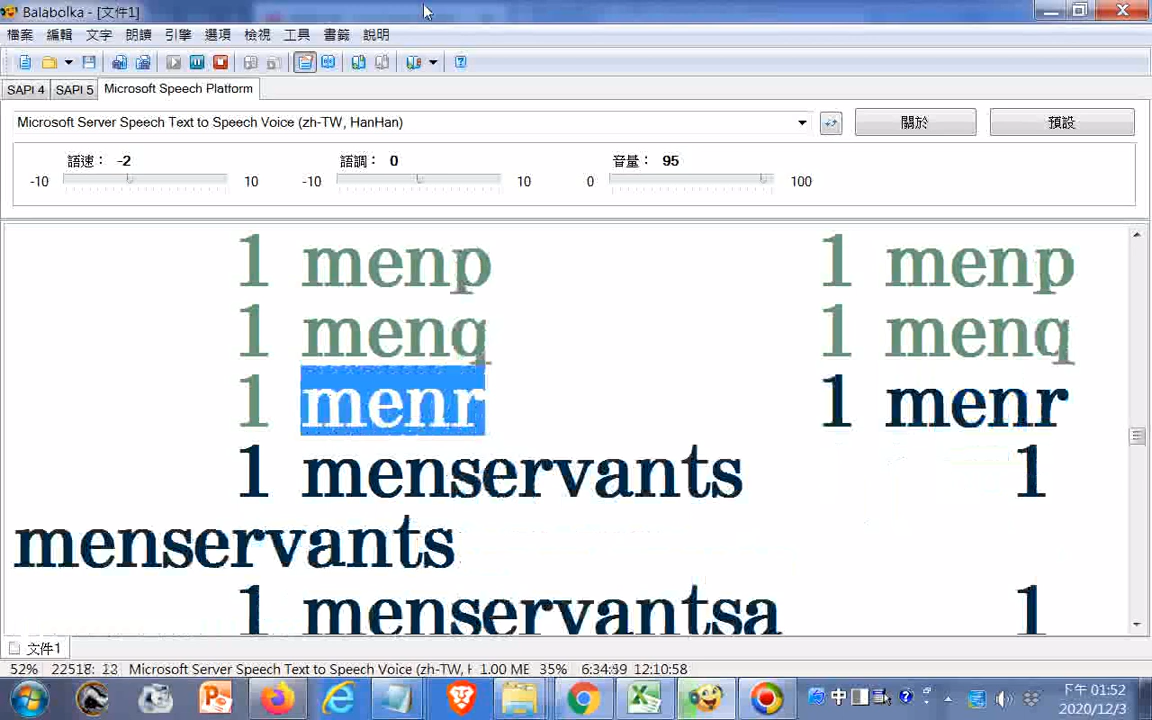 Balabolka - [文件1]
檔案 編輯 文字 朗讀 引擎 選項 檢視 工具 書籤 說明
SAPI 4 SAPI 5 Microsoft Speech Platform
Microsoft Server Speech Text to Speech Voice (zh-TW, HanHan) 關於 預設
語速： -2 語調： 0 音量： 95
-10 10 -10 10 0 100
1 menp 1 menp
1 menq 1 menq
1 menr 1 menr
1 menservants 1
menservants
1 menservantsa 1
文件1
52% 22518: Microsoft Server Speech Text to Speech Voice (zh-TW, 1.00 ME 35% 12:10:58
中 下午 01:52
2020/12/3